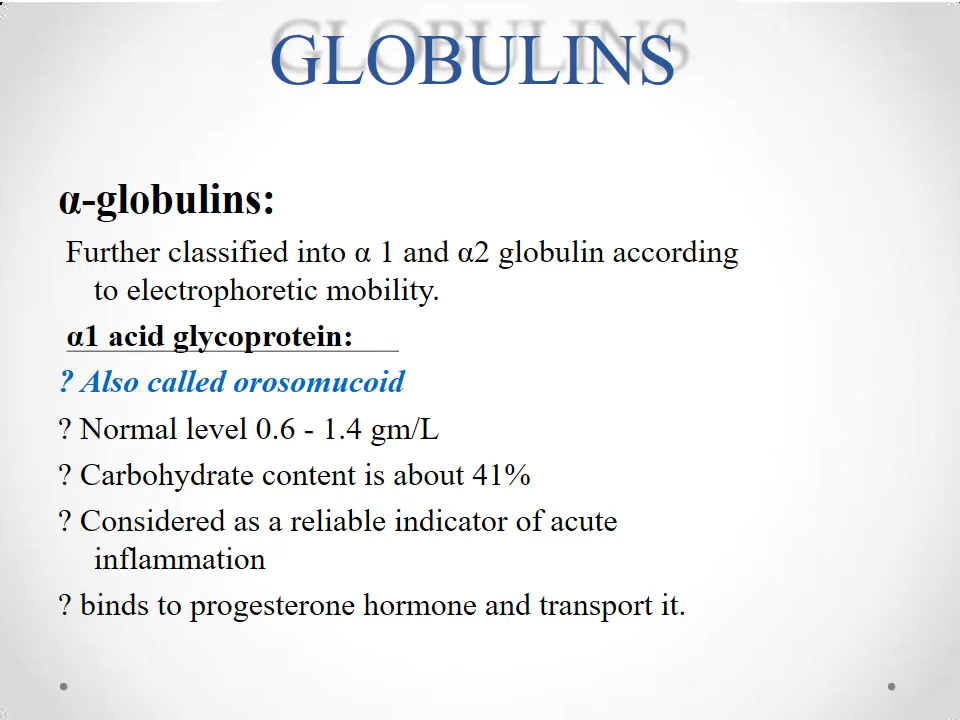 GLOBULINS
α-globulins:
Further classified into α 1 and α2 globulin according
to electrophoretic mobility.
α1 acid glycoprotein:
? Also called orosomucoid
? Normal level 0.6 - 1.4 gm/L
? Carbohydrate content is about 41%
? Considered as a reliable indicator of acute
inflammation
? binds to progesterone hormone and transport it.